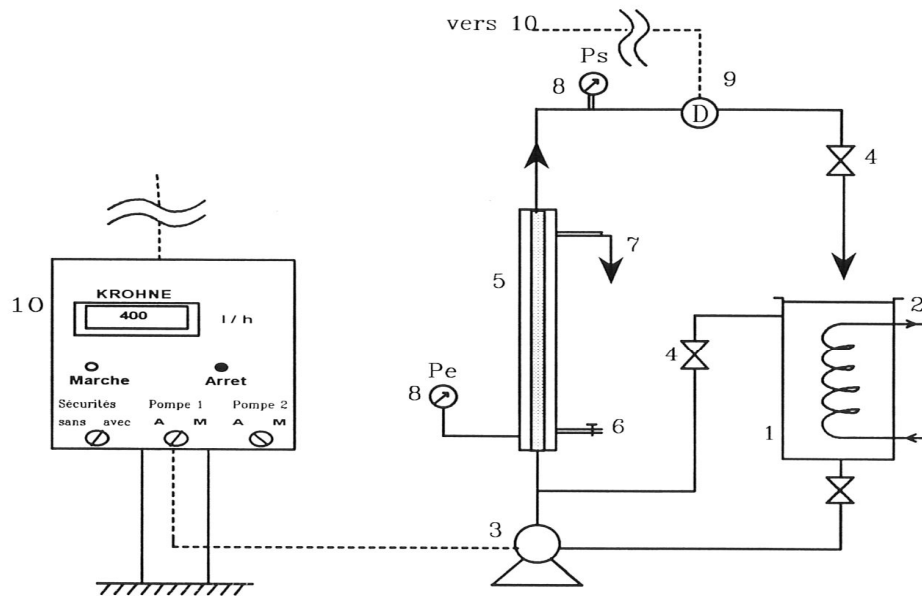 vers 10
Ps
8
9
D
4
7
5
10
KROHNE
400
l/h
Marche
Arret
Sécurités
sans avec
Pompe 1
A M
Pompe 2
A M
Pe
8
6
4
2
1
3